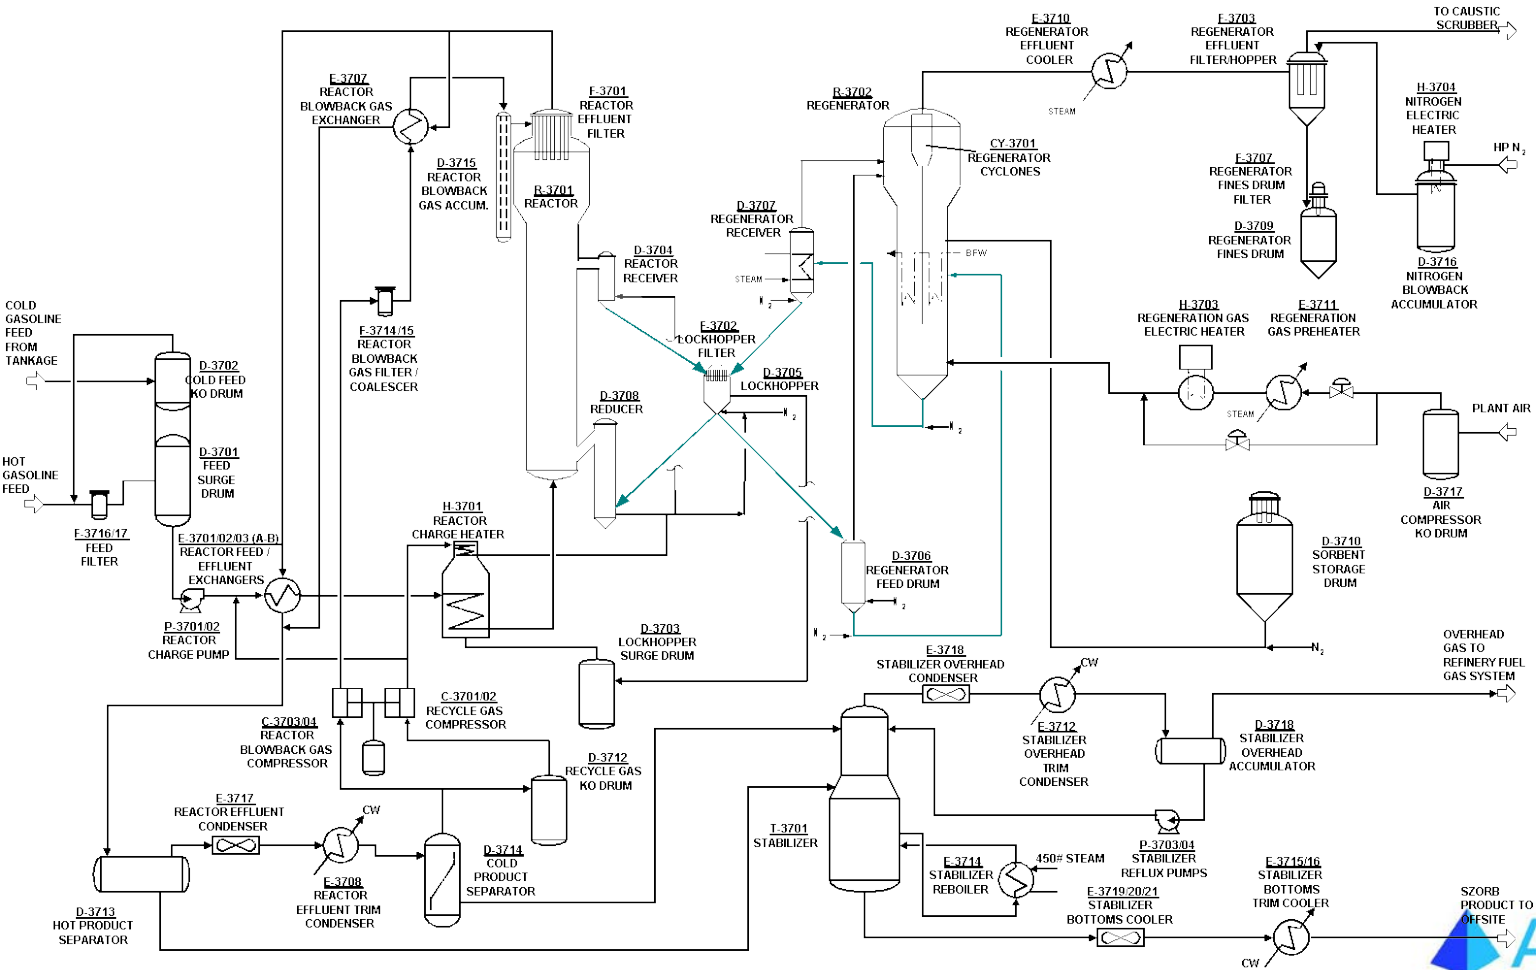 TO CAUSTIC
SCRUBBER
E-3710
REGENERATOR
EFFLUENT
COOLER
F-3703
REGENERATOR
EFFLUENT
FILTER/HOPPER
E-3707
REACTOR
BLOWBACK GAS
EXCHANGER
F-3701
REACTOR
EFFLUENT
FILTER
R-3702
REGENERATOR
STEAM
H-3704
NITROGEN
ELECTRIC
HEATER
HP N2
CY-3701
REGENERATOR
CYCLONES
D-3715
REACTOR
BLOWBACK
GAS ACCUM.
R-3701
REACTOR
F-3707
REGENERATOR
FINES DRUM
FILTER
D-3707
REGENERATOR
RECEIVER
D-3709
REGENERATOR
FINES DRUM
D-3704
REACTOR
RECEIVER
BFW
STEAM
N2
D-3716
NITROGEN
BLOWBACK
ACCUMULATOR
COLD
GASOLINE
FEED
FROM
TANKAGE
F-3714/15
REACTOR
BLOWBACK
GAS FILTER /
COALESCER
F-3702
LOCKHOPPER
FILTER
H-3703
REGENERATION GAS
ELECTRIC HEATER
E-3711
REGENERATION
GAS PREHEATER
D-3702
COLD FEED
KO DRUM
D-3705
LOCKHOPPER
D-3708
REDUCER
N2
N2
STEAM
PLANT AIR
HOT
GASOLINE
FEED
D-3701
FEED
SURGE
DRUM
D-3717
AIR
COMPRESSOR
KO DRUM
F-3716/17
FEED
FILTER
E-3701/02/03 (A-B)
REACTOR FEED /
EFFLUENT
EXCHANGERS
H-3701
REACTOR
CHARGE HEATER
D-3710
SORBENT
STORAGE
DRUM
D-3706
REGENERATOR
FEED DRUM
N2
P-3701/02
REACTOR
CHARGE PUMP
D-3703
LOCKHOPPER
SURGE DRUM
N2
N2
OVERHEAD
GAS TO
REFINERY FUEL
GAS SYSTEM
E-3718
STABILIZER OVERHEAD
CONDENSER
CW
C-3701/02
RECYCLE GAS
COMPRESSOR
C-3703/04
REACTOR
BLOWBACK GAS
COMPRESSOR
E-3712
STABILIZER
OVERHEAD
TRIM
CONDENSER
D-3718
STABILIZER
OVERHEAD
ACCUMULATOR
D-3712
RECYCLE GAS
KO DRUM
E-3717
REACTOR EFFLUENT
CONDENSER
CW
T-3701
STABILIZER
D-3714
COLD
PRODUCT
SEPARATOR
E-3714
STABILIZER
REBOILER
450# STEAM
P-3703/04
STABILIZER
REFLUX PUMPS
E-3715/16
STABILIZER
BOTTOMS
TRIM COOLER
E-3708
REACTOR
EFFLUENT TRIM
CONDENSER
E-3719/20/21
STABILIZER
BOTTOMS COOLER
D-3713
HOT PRODUCT
SEPARATOR
SZORB
PRODUCT TO
OFFSITE
CW